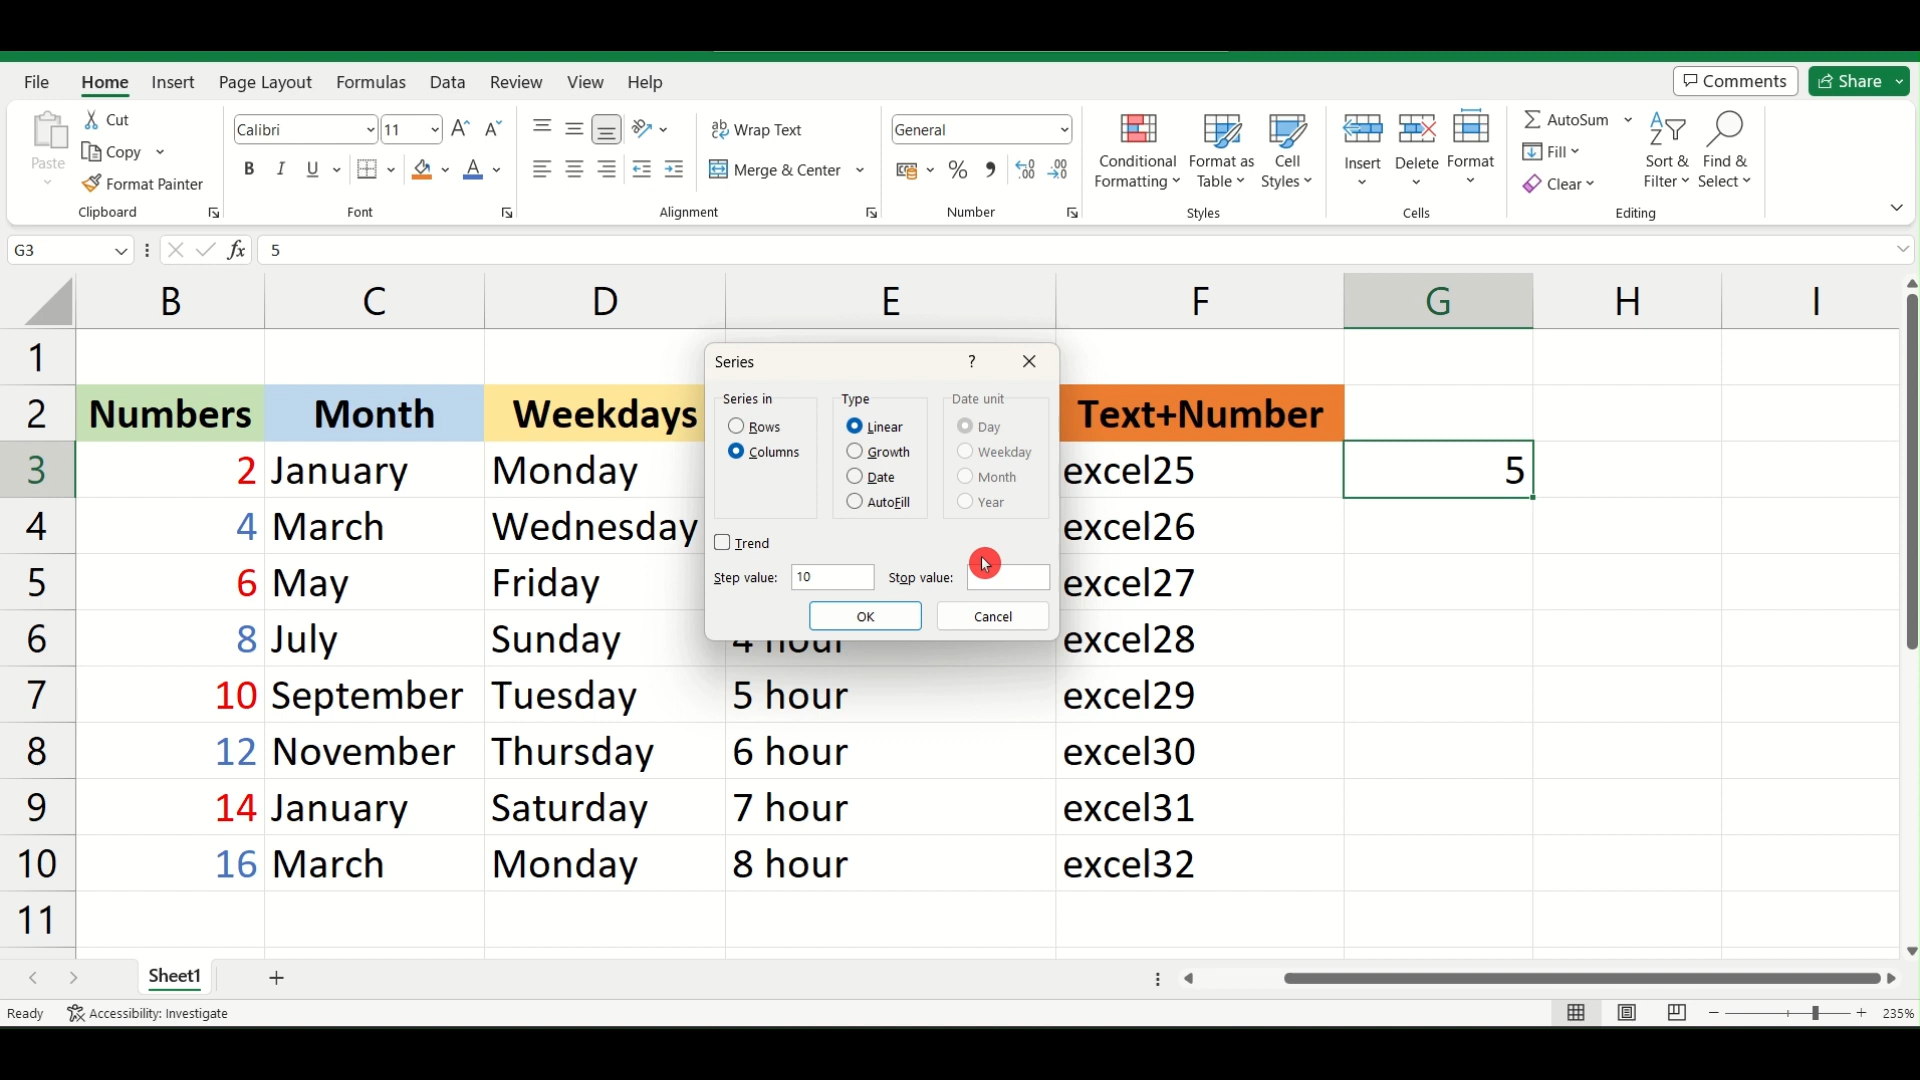 File Home Insert Page Layout Formulas Data Review View Help Comments Share
Cut
Copy
Paste
Format Painter
Clipboard
Calibri 11
B I U A
Font
Wrap Text
Merge & Center
Alignment
General
%
Number
Conditional Formatting
Format as Table
Cell Styles
Styles
Insert Delete Format
Cells
AutoSum
Fill
Clear
Sort & Filter
Find & Select
Editing
G3 fx 5
B C D E F G H I
1
2 Numbers Month Weekdays Text+Number
3 2 January Monday excel25 5
4 4 March Wednesday excel26
5 6 May Friday excel27
6 8 July Sunday 4 hour excel28
7 10 September Tuesday 5 hour excel29
8 12 November Thursday 6 hour excel30
9 14 January Saturday 7 hour excel31
10 16 March Monday 8 hour excel32
11
Series ?
Series in Type Date unit
Rows Linear Day
Columns Growth Weekday
Date Month
AutoFill Year
Trend
Step value: 10 Stop value:
OK Cancel
Sheet1
Ready Accessibility: Investigate 235%